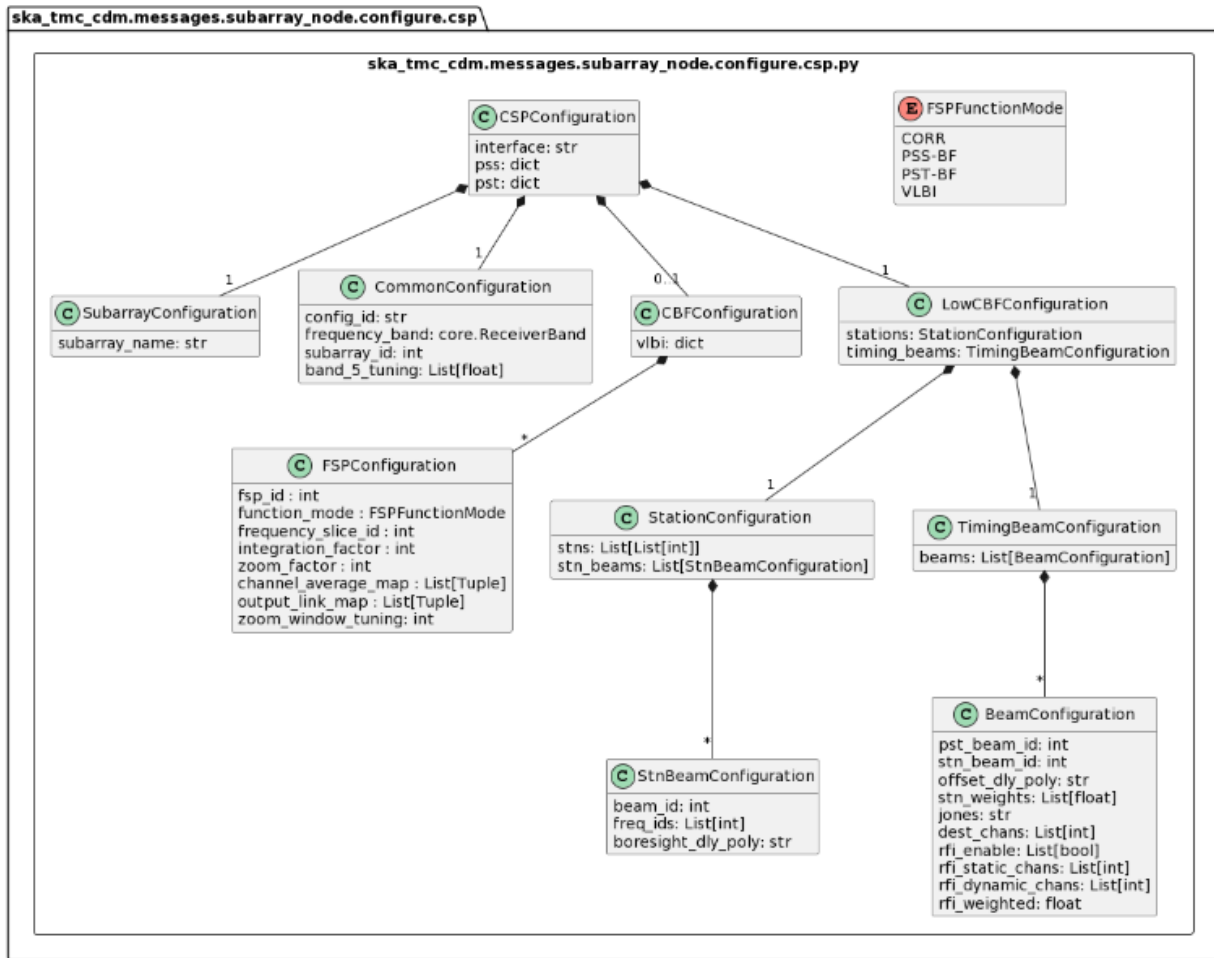 ska_tmc_cdm.messages.subarray_node.configure.csp
ska_tmc_cdm.messages.subarray_node.configure.csp.py
C CSPConfiguration
interface: str
pss: dict
pst: dict
E FSPFunctionMode
CORR
PSS-BF
PST-BF
VLBI
1
1
0..1
1
C SubarrayConfiguration
subarray_name: str
C CommonConfiguration
config_id: str
frequency_band: core.ReceiverBand
subarray_id: int
band_5_tuning: List[float]
C CBFConfiguration
vlbi: dict
C LowCBFConfiguration
stations: StationConfiguration
timing_beams: TimingBeamConfiguration
*
1
1
C FSPConfiguration
fsp_id : int
function_mode : FSPFunctionMode
frequency_slice_id : int
integration_factor : int
zoom_factor : int
channel_average_map : List[Tuple]
output_link_map : List[Tuple]
zoom_window_tuning: int
C StationConfiguration
stns: List[List[int]]
stn_beams: List[StnBeamConfiguration]
C TimingBeamConfiguration
beams: List[BeamConfiguration]
*
*
C StnBeamConfiguration
beam_id: int
freq_ids: List[int]
boresight_dly_poly: str
C BeamConfiguration
pst_beam_id: int
stn_beam_id: int
offset_dly_poly: str
stn_weights: List[float]
jones: str
dest_chans: List[int]
rfi_enable: List[bool]
rfi_static_chans: List[int]
rfi_dynamic_chans: List[int]
rfi_weighted: float